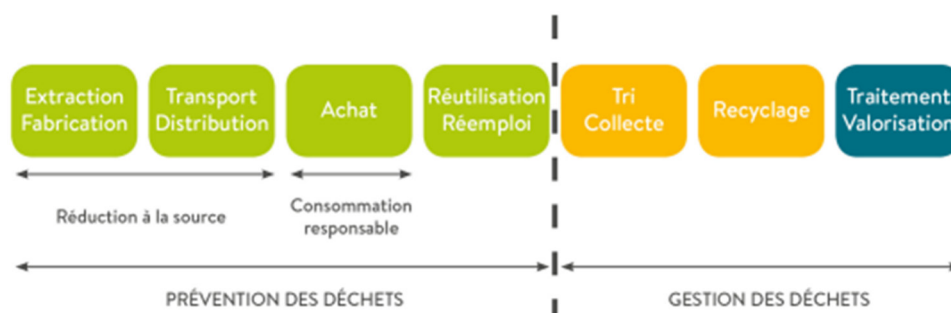 Extraction
Fabrication
Transport
Distribution
Achat
Réutilisation
Réemploi
Tri
Collecte
Recyclage
Traitement
Valorisation
Réduction à la source
Consommation
responsable
PRÉVENTION DES DÉCHETS
GESTION DES DÉCHETS